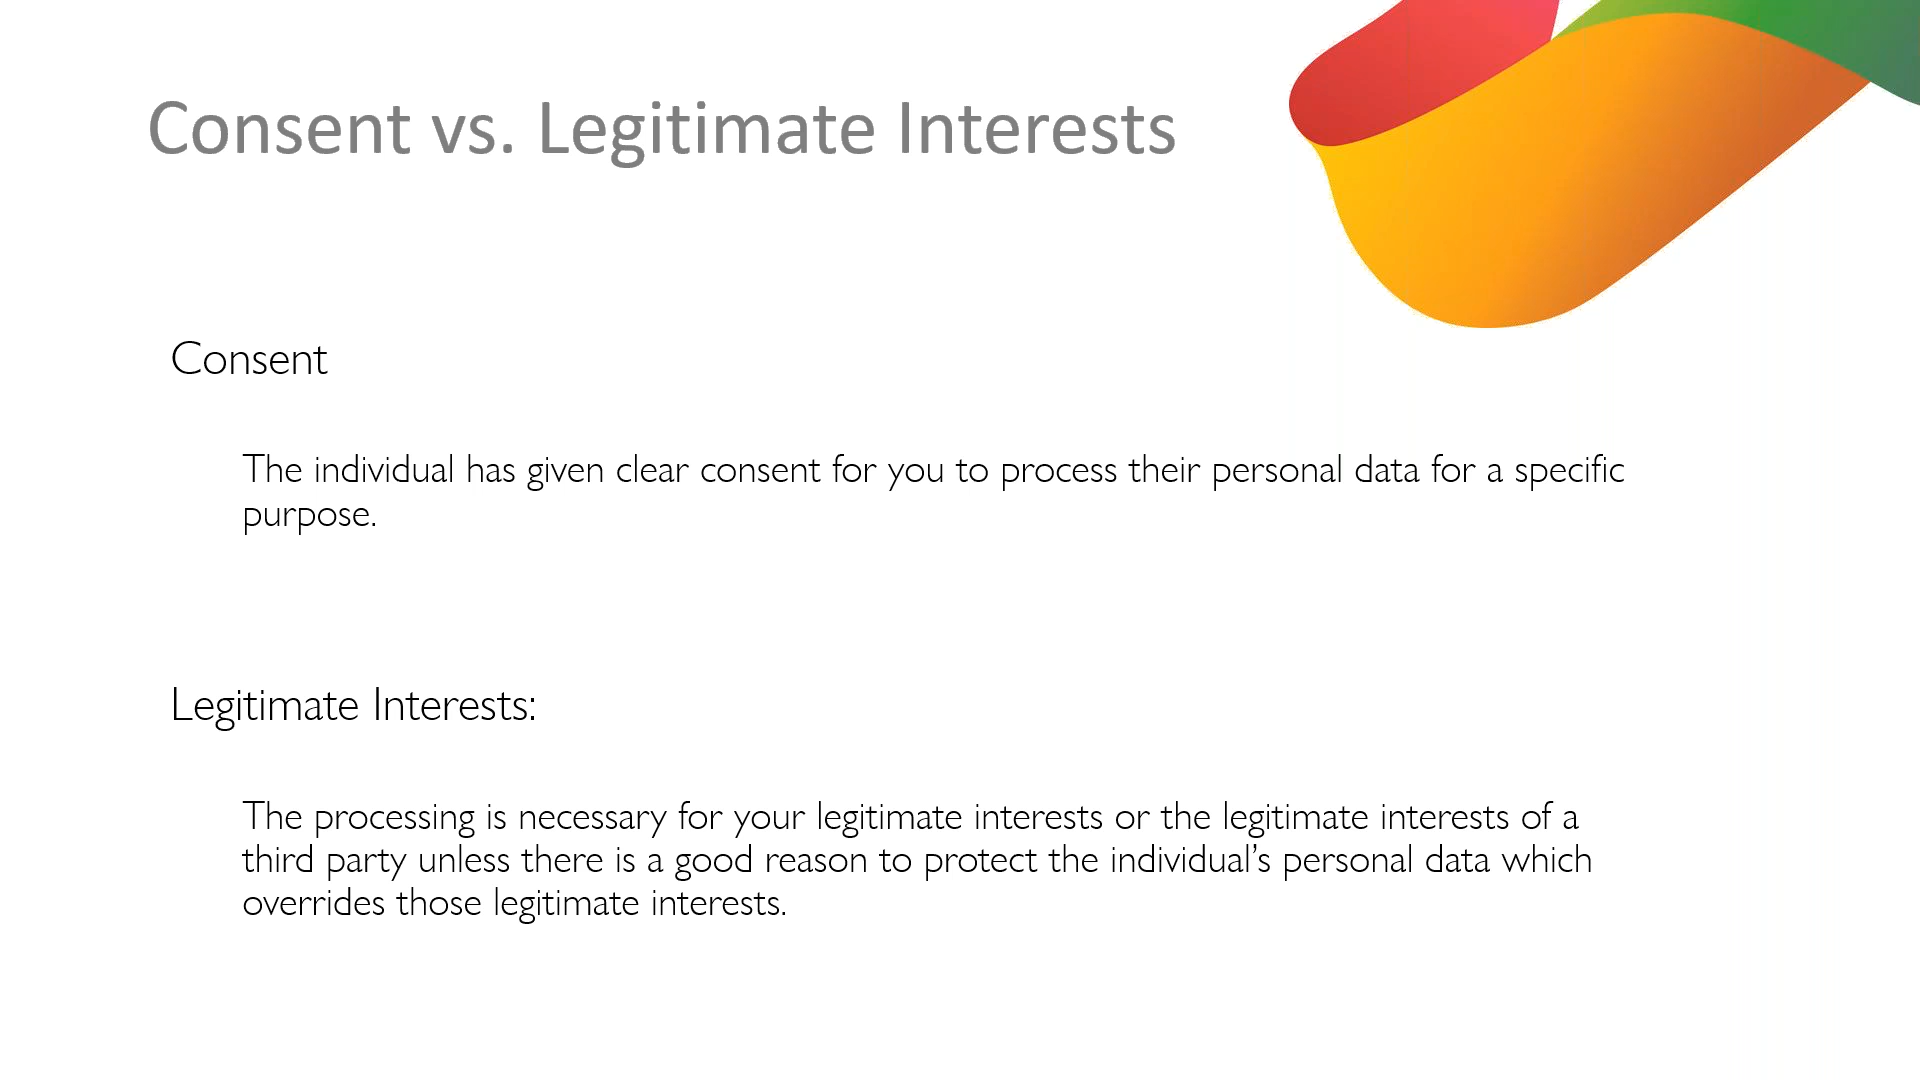 Consent vs. Legitimate Interests
Consent
The individual has given clear consent for you to process their personal data for a specific
purpose.
Legitimate Interests:
The processing is necessary for your legitimate interests or the legitimate interests of a
third party unless there is a good reason to protect the individual’s personal data which
overrides those legitimate interests.